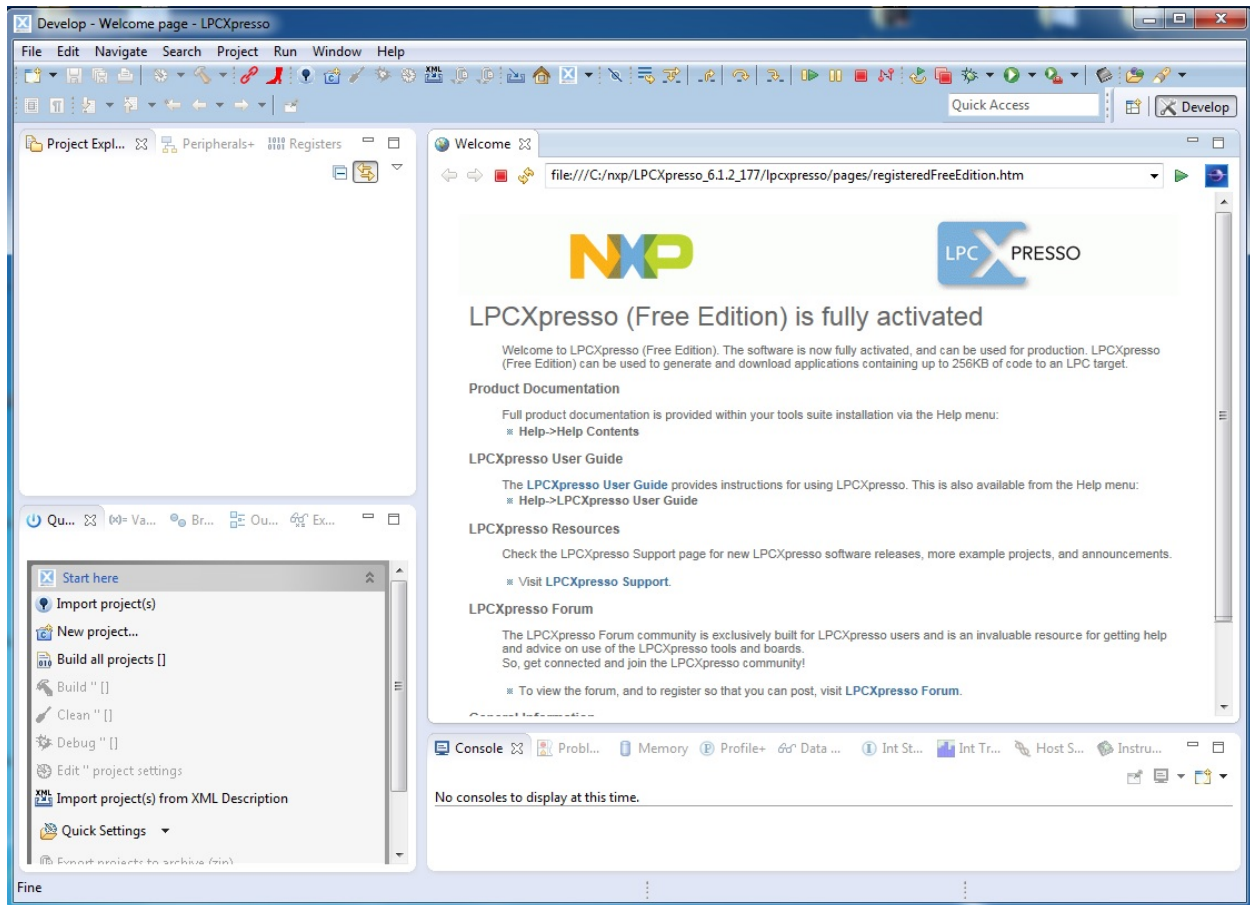 Develop - Welcome page - LPCXpresso
File Edit Navigate Search Project Run Window Help
Quick Access
Develop
Project Expl... Peripherals+ Registers
Welcome
file:///C:/nxp/LPCXpresso_6.1.2_177/lpcxpresso/pages/registeredFreeEdition.htm
NXP
LPC XPRESSO
LPCXpresso (Free Edition) is fully activated
Welcome to LPCXpresso (Free Edition). The software is now fully activated, and can be used for production. LPCXpresso
(Free Edition) can be used to generate and download applications containing up to 256KB of code to an LPC target.
Product Documentation
Full product documentation is provided within your tools suite installation via the Help menu:
Help->Help Contents
LPCXpresso User Guide
The LPCXpresso User Guide provides instructions for using LPCXpresso. This is also available from the Help menu:
Help->LPCXpresso User Guide
LPCXpresso Resources
Check the LPCXpresso Support page for new LPCXpresso software releases, more example projects, and announcements.
Visit LPCXpresso Support.
LPCXpresso Forum
The LPCXpresso Forum community is exclusively built for LPCXpresso users and is an invaluable resource for getting help
and advice on use of the LPCXpresso tools and boards.
So, get connected and join the LPCXpresso community!
To view the forum, and to register so that you can post, visit LPCXpresso Forum.
General Information
Qu... (x)= Va... Br... Ou... Ex...
Start here
Import project(s)
New project...
Build all projects []
Build '' []
Clean '' []
Debug '' []
Edit '' project settings
Import project(s) from XML Description
Quick Settings
Export projects to archive (zip)
Console Probl... Memory Profile+ Data ... Int St... Int Tr... Host S... Instru...
No consoles to display at this time.
Fine